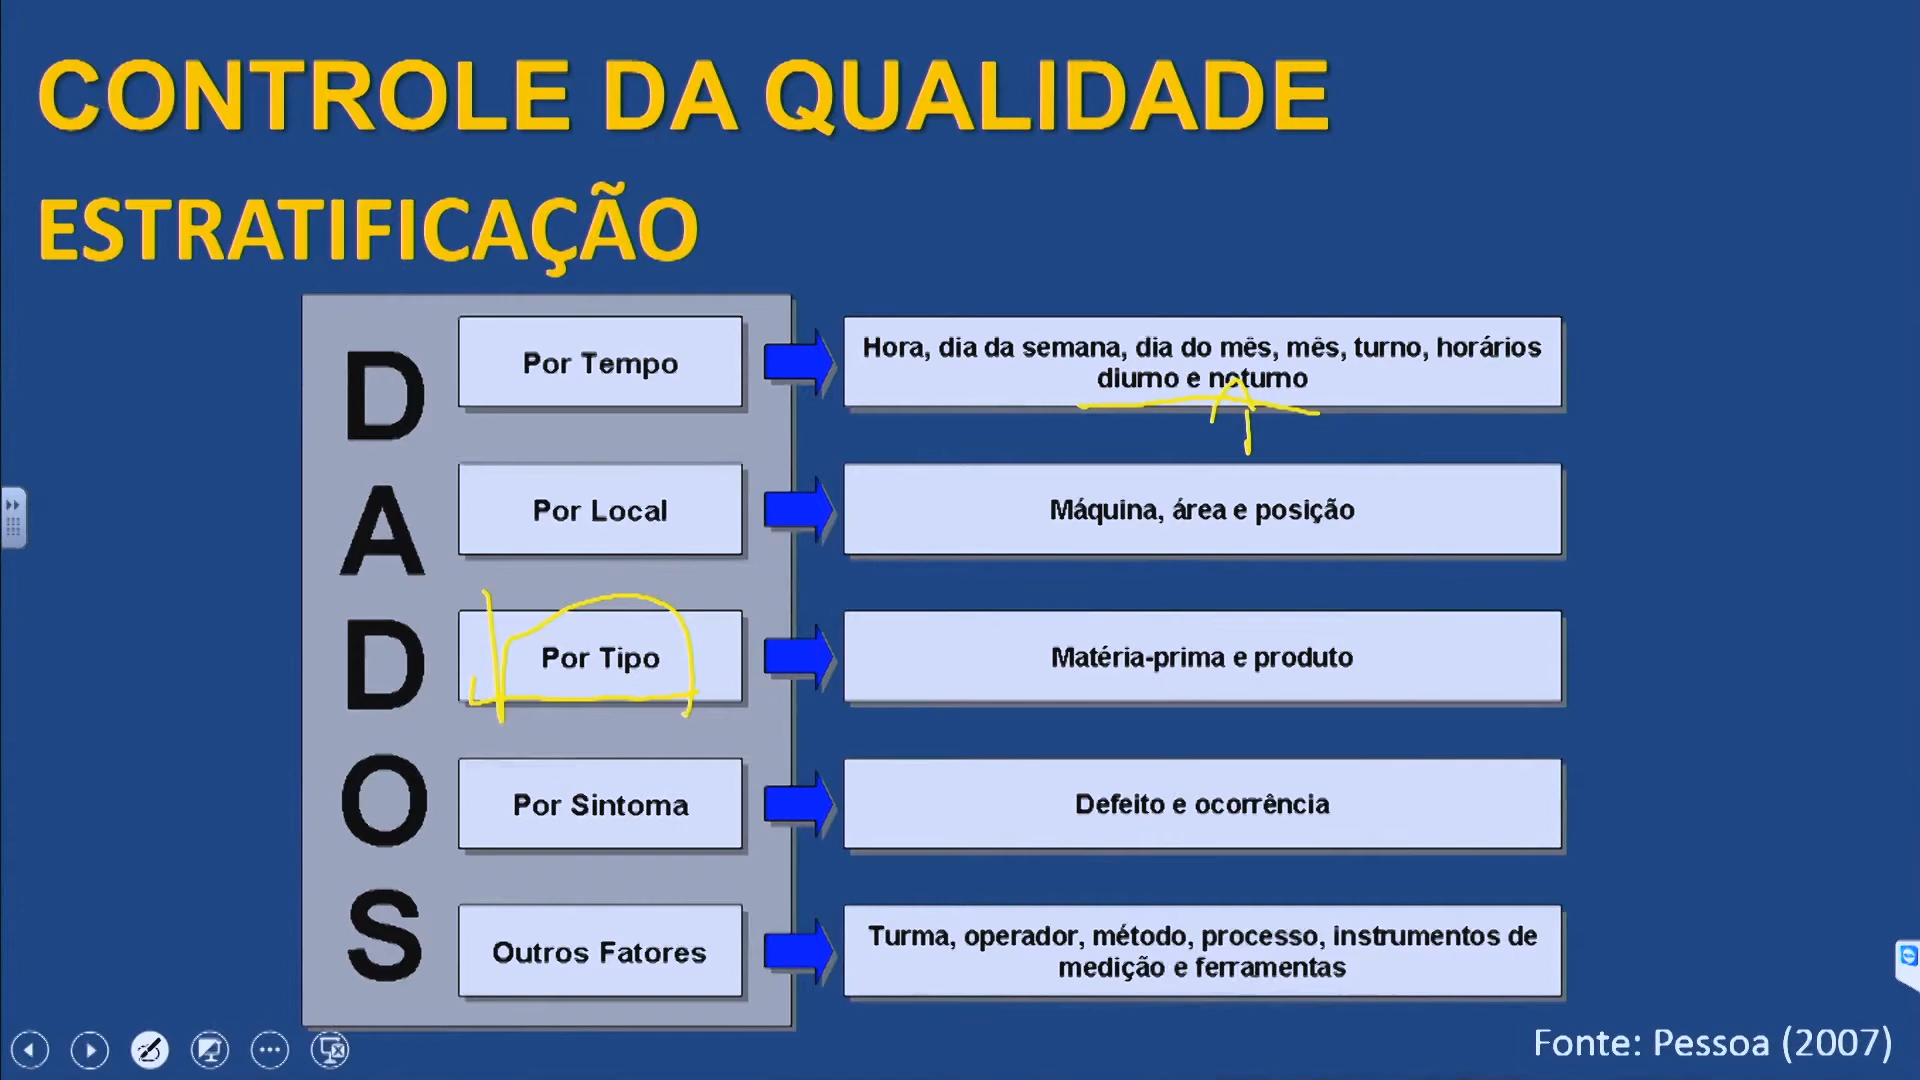 CONTROLE DA QUALIDADE
ESTRATIFICAÇÃO
DADOS
Por Tempo
Hora, dia da semana, dia do mês, mês, turno, horários
diurno e noturno
Por Local
Máquina, área e posição
Por Tipo
Matéria-prima e produto
Por Sintoma
Defeito e ocorrência
Outros Fatores
Turma, operador, método, processo, instrumentos de
medição e ferramentas
Fonte: Pessoa (2007)